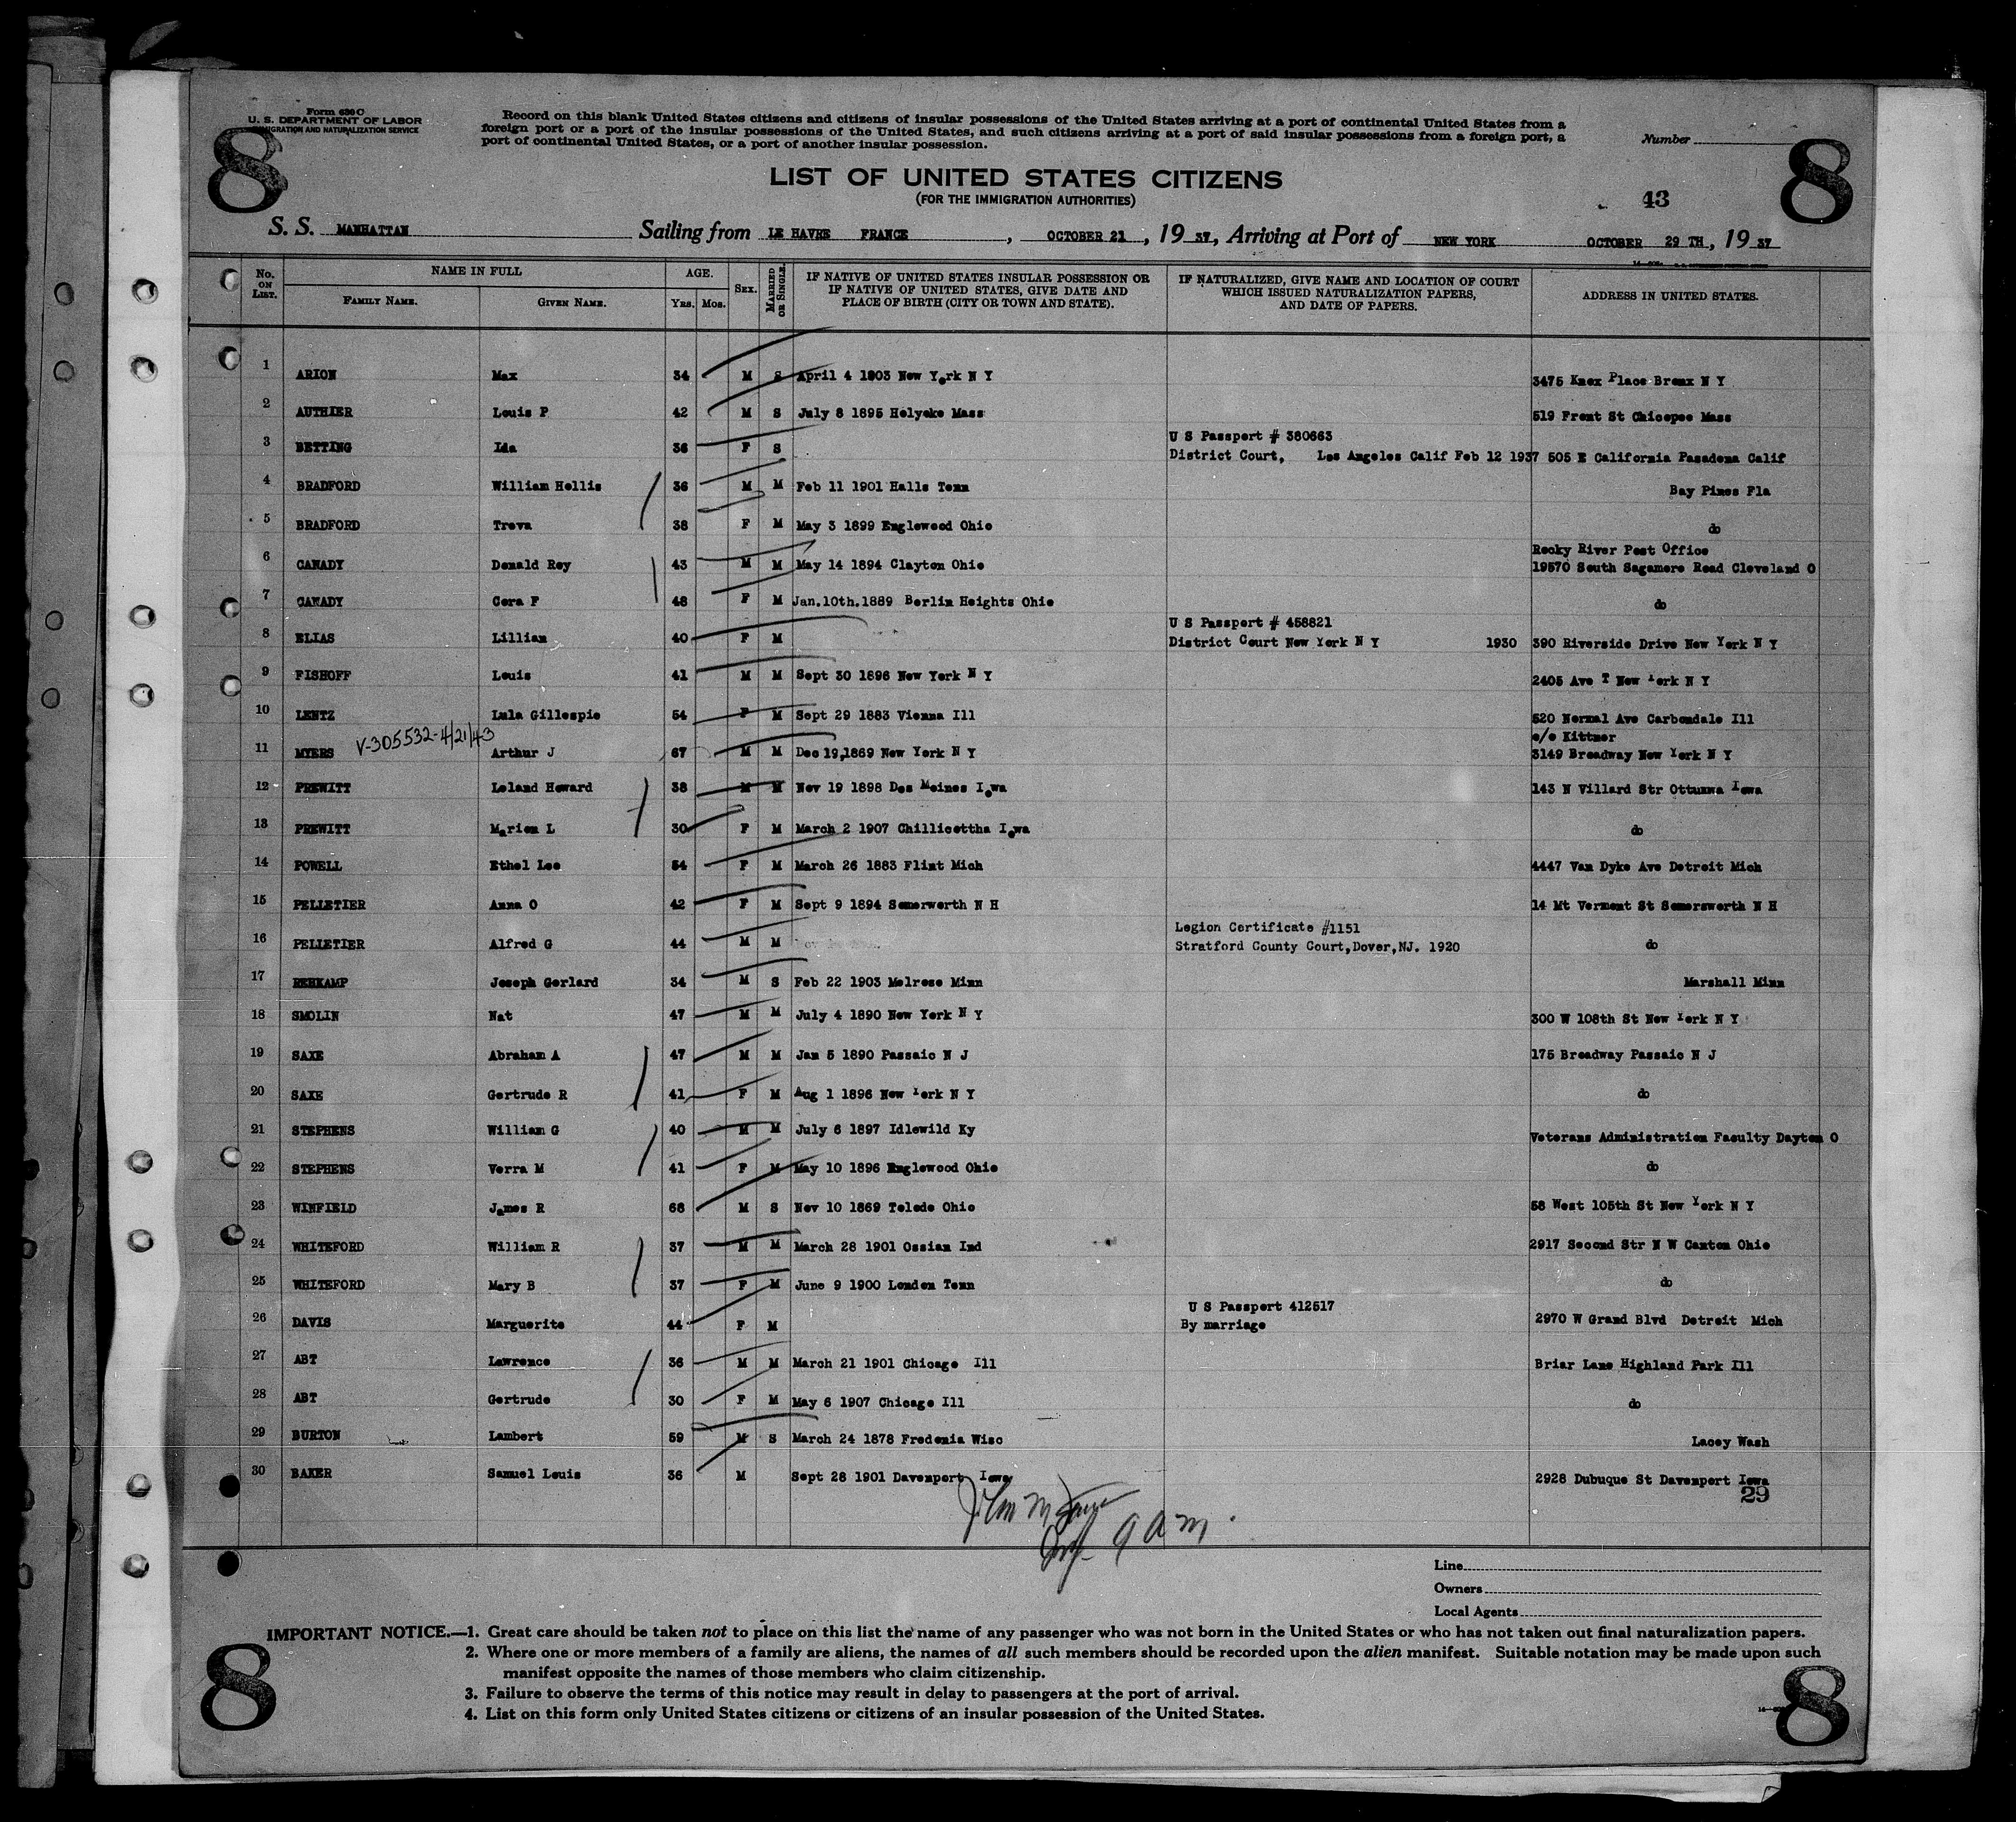 Form 630 C
U. S. DEPARTMENT OF LABOR
IMMIGRATION AND NATURALIZATION SERVICE
8
Record on this blank United States citizens and citizens of insular possessions of the United States arriving at a port of continental United States from a
foreign port or a port of the insular possessions of the United States, and such citizens arriving at a port of said insular possessions from a foreign port, a
port of continental United States, or a port of another insular possession.
Number
8
LIST OF UNITED STATES CITIZENS
(FOR THE IMMIGRATION AUTHORITIES)
43
S. S. MANHATTAN Sailing from LE HAVRE FRANCE, OCTOBER 21, 19 37, Arriving at Port of NEW YORK OCTOBER 29 TH, 19 37
No. ON LIST. NAME IN FULL FAMILY NAME. GIVEN NAME. AGE. YRS. MOS. SEX. MARRIED OR SINGLE. IF NATIVE OF UNITED STATES INSULAR POSSESSION OR IF NATIVE OF UNITED STATES, GIVE DATE AND PLACE OF BIRTH (CITY OR TOWN AND STATE). IF NATURALIZED, GIVE NAME AND LOCATION OF COURT WHICH ISSUED NATURALIZATION PAPERS, AND DATE OF PAPERS. ADDRESS IN UNITED STATES.
1 ARION Max 34 M S April 4 1903 New York N Y 3475 Knox Place Bronx N Y
2 AUTHIER Louis P 42 M S July 8 1895 Holyoke Mass 519 Front St Chicopee Mass
U S Passport # 380663
3 BETTING Ida 36 F S District Court, Los Angeles Calif Feb 12 1937 505 E California Pasadena Calif
4 BRADFORD William Hollis 36 M M Feb 11 1901 Halls Tenn Bay Pines Fla
5 BRADFORD Treva 38 F M May 3 1899 Englewood Ohio do
Rocky River Post Office
6 CANADY Donald Roy 43 M M May 14 1894 Clayton Ohio 19570 South Sagamore Road Cleveland O
7 CANADY Cora F 48 F M Jan.10th.1889 Berlin Heights Ohio do
U S Passport # 458821
8 ELIAS Lillian 40 F M District Court New York N Y 1930 390 Riverside Drive New York N Y
9 FISHOFF Louis 41 M M Sept 30 1896 New York N Y 2405 Ave T New York N Y
10 LENTZ Lula Gillespie 54 F M Sept 29 1883 Vienna Ill 520 Normal Ave Carbondale Ill
V-305532-4/21/43 c/o Kittner
11 MYERS Arthur J 67 M M Dec 19,1869 New York N Y 3149 Broadway New York N Y
12 PREWITT Leland Howard 38 M M Nov 19 1898 Des Moines Iowa 143 N Villard Str Ottumwa Iowa
13 PREWITT Marion L 30 F M March 2 1907 Chillicottha Iowa do
14 POWELL Ethel Lee 54 F M March 26 1883 Flint Mich 4447 Van Dyke Ave Detroit Mich
15 PELLETIER Anna O 42 F M Sept 9 1894 Somerworth N H 14 Mt Vermont St Somersworth N H
Legion Certificate #1151
16 PELLETIER Alfred G 44 M M Stratford County Court,Dover,NJ. 1920 do
17 REHKAMP Joseph Gerlard 34 M S Feb 22 1903 Melrose Minn Marshall Minn
18 SMOLIN Nat 47 M M July 4 1890 New York N Y 300 W 108th St New York N Y
19 SAXE Abraham A 47 M M Jan 5 1890 Passaic N J 175 Broadway Passaic N J
20 SAXE Gertrude R 41 F M Aug 1 1896 New York N Y do
21 STEPHENS William G 40 M M July 6 1897 Idlewild Ky Veterans Administration Faculty Dayton O
22 STEPHENS Verra M 41 F M May 10 1896 Englewood Ohio do
23 WINFIELD James R 68 M S Nov 10 1869 Toledo Ohio 58 West 105th St New York N Y
24 WHITEFORD William R 37 M M March 28 1901 Ossian Ind 2917 Second Str N W Canton Ohio
25 WHITEFORD Mary B 37 F M June 9 1900 Loudon Tenn do
U S Passport 412517
26 DAVIS Marguerite 44 F M By marriage 2970 W Grand Blvd Detroit Mich
27 ABT Lawrence 36 M M March 21 1901 Chicago Ill Briar Lane Highland Park Ill
28 ABT Gertrude 30 F M May 6 1907 Chicago Ill do
29 BURTON Lambert 59 M S March 24 1878 Fredonia Wisc Lacey Wash
30 BAKER Samuel Louis 36 M Sept 28 1901 Davenport Iowa 2928 Dubuque St Davenport Iowa
29
9 am.
Line
Owners
Local Agents
IMPORTANT NOTICE.—1. Great care should be taken not to place on this list the name of any passenger who was not born in the United States or who has not taken out final naturalization papers.
2. Where one or more members of a family are aliens, the names of all such members should be recorded upon the alien manifest. Suitable notation may be made upon such
manifest opposite the names of those members who claim citizenship.
3. Failure to observe the terms of this notice may result in delay to passengers at the port of arrival.
4. List on this form only United States citizens or citizens of an insular possession of the United States.
8
8